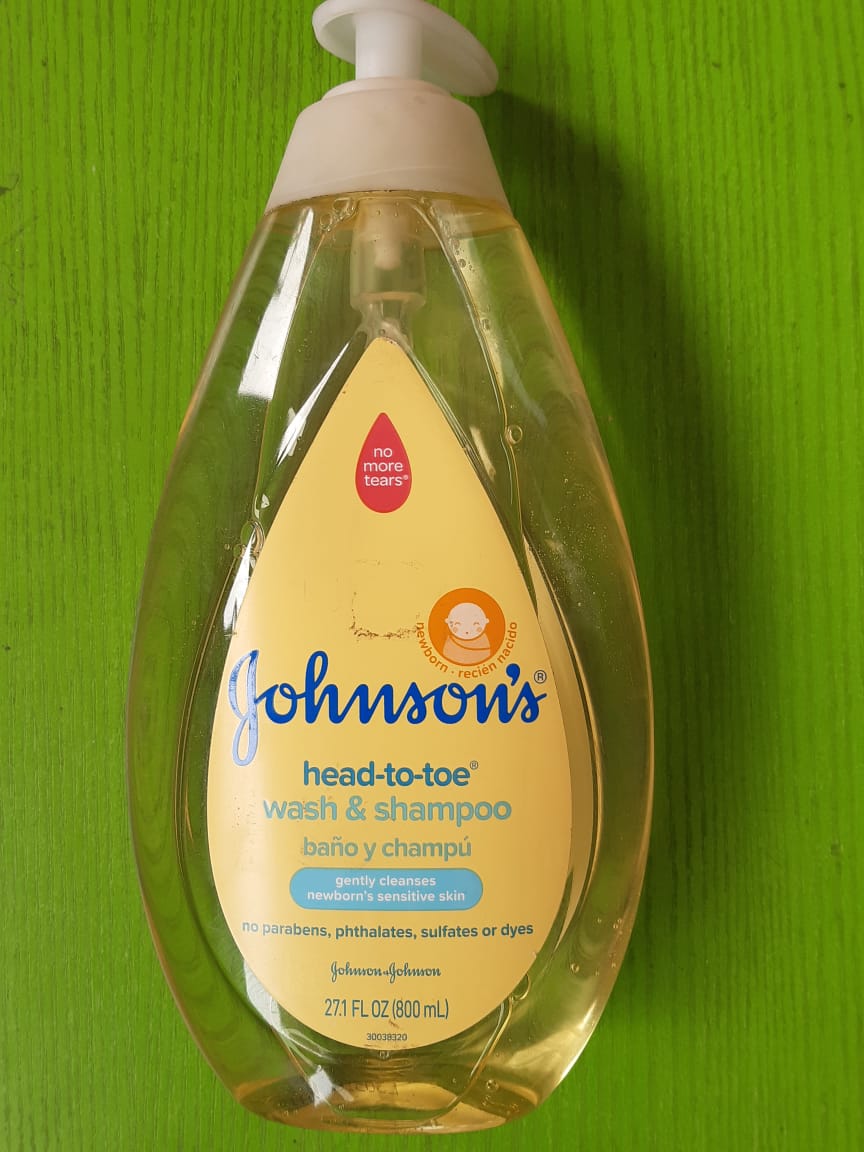 no
more
tears®
newborn · recién nacido
Johnson's®
head-to-toe®
wash & shampoo
baño y champú
gently cleanses
newborn's sensitive skin
no parabens, phthalates, sulfates or dyes
Johnson & Johnson
27.1 FL OZ (800 mL)
30038320